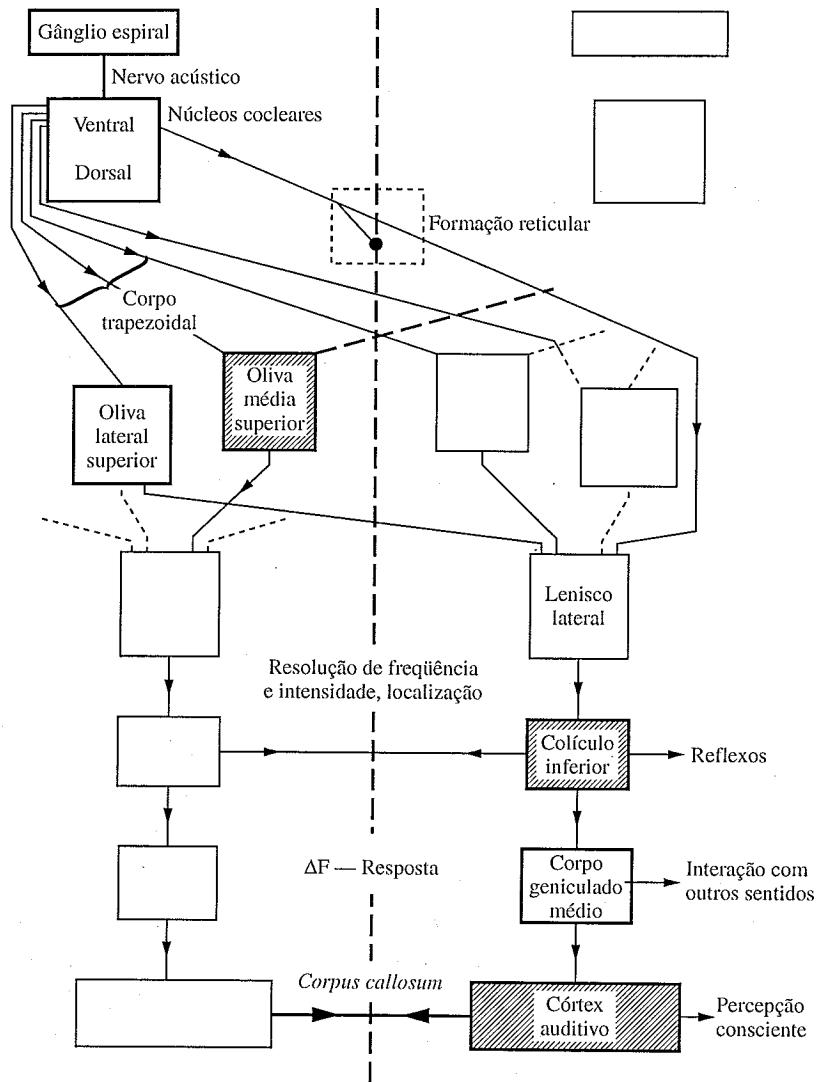 Gânglio espiral
Nervo acústico
Núcleos cocleares
Ventral
Dorsal
Formação reticular
Corpo
trapezoidal
Oliva
média
superior
Oliva
lateral
superior
Lenisco
lateral
Resolução de freqüência
e intensidade, localização
Colículo
inferior
Reflexos
ΔF — Resposta
Corpo
geniculado
médio
Interação com
outros sentidos
Corpus callosum
Córtex
auditivo
Percepção
consciente